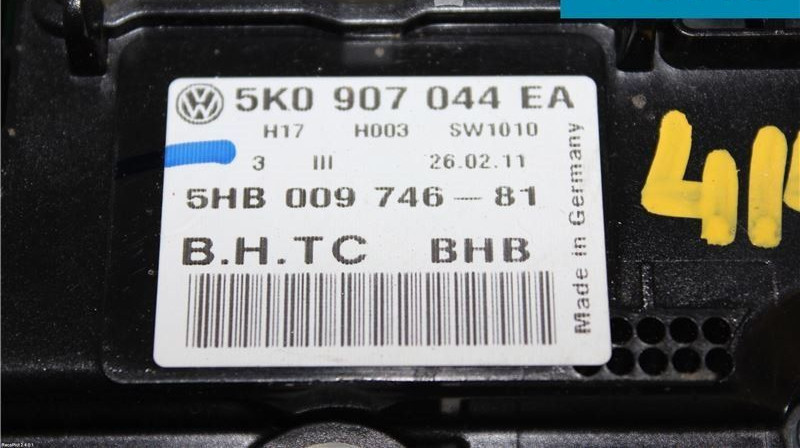 5K0 907 044 EA
H17 H003 SW1010
3 III 26.02.11
5HB 009 746-81
B.H.TC BHB
Made in Germany